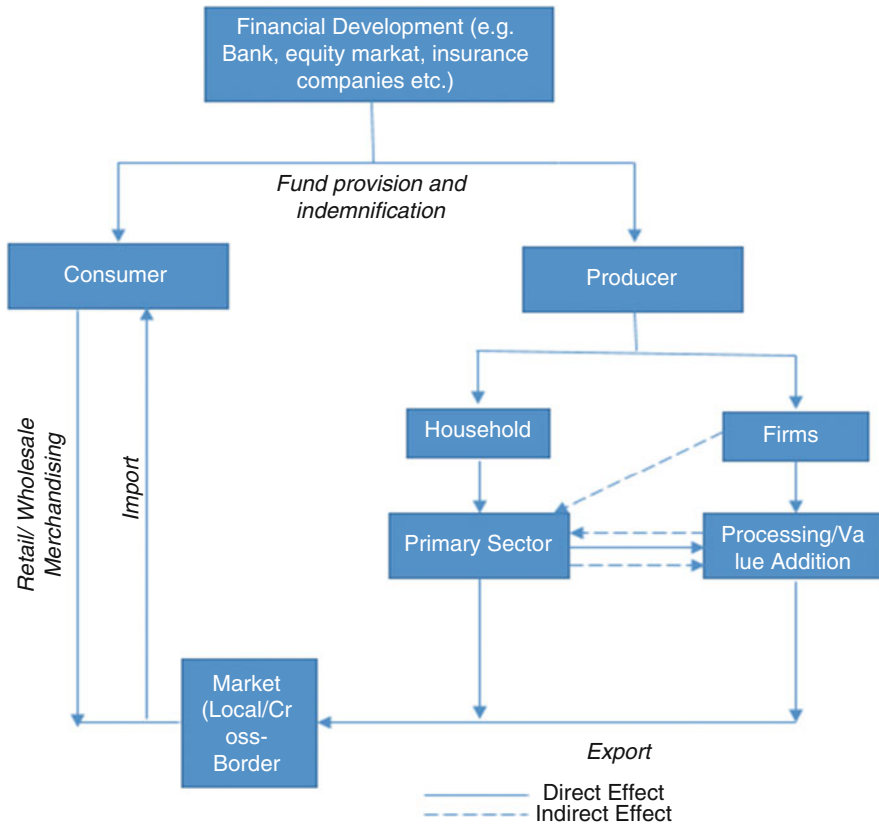 Financial Development (e.g.
Bank, equity markat, insurance
companies etc.)
Fund provision and
indemnification
Consumer
Producer
Household
Firms
Retail/ Wholesale
Merchandising
Import
Primary Sector
Processing/Va
lue Addition
Market
(Local/Cr
oss-
Border
Export
Direct Effect
Indirect Effect